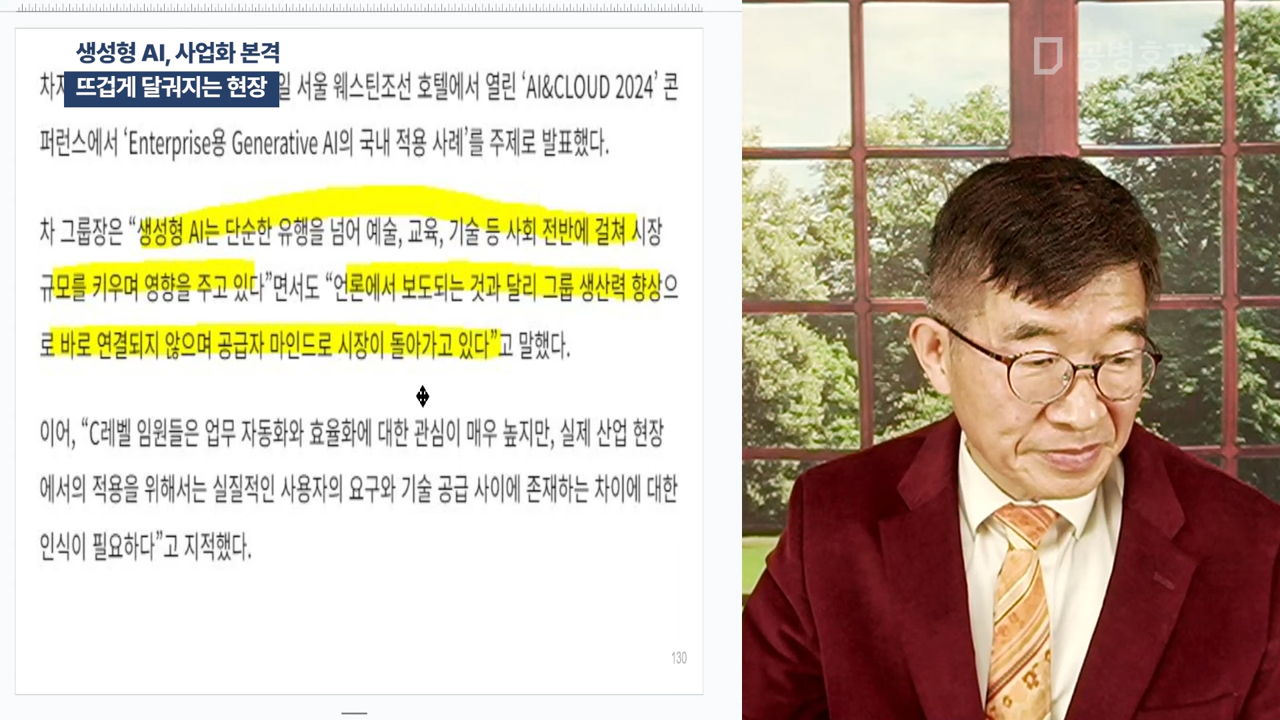 생성형 AI, 사업화 본격
뜨겁게 달궈지는 현장
일 서울 웨스틴조선 호텔에서 열린 ‘AI&CLOUD 2024’ 콘
퍼런스에서 ‘Enterprise용 Generative AI의 국내 적용 사례’를 주제로 발표했다.
차 그룹장은 “생성형 AI는 단순한 유행을 넘어 예술, 교육, 기술 등 사회 전반에 걸쳐 시장
규모를 키우며 영향을 주고 있다”면서도 “언론에서 보도되는 것과 달리 그룹 생산력 향상으
로 바로 연결되지 않으며 공급자 마인드로 시장이 돌아가고 있다”고 말했다.
이어, “C레벨 임원들은 업무 자동화와 효율화에 대한 관심이 매우 높지만, 실제 산업 현장
에서의 적용을 위해서는 실질적인 사용자의 요구와 기술 공급 사이에 존재하는 차이에 대한
인식이 필요하다”고 지적했다.
130